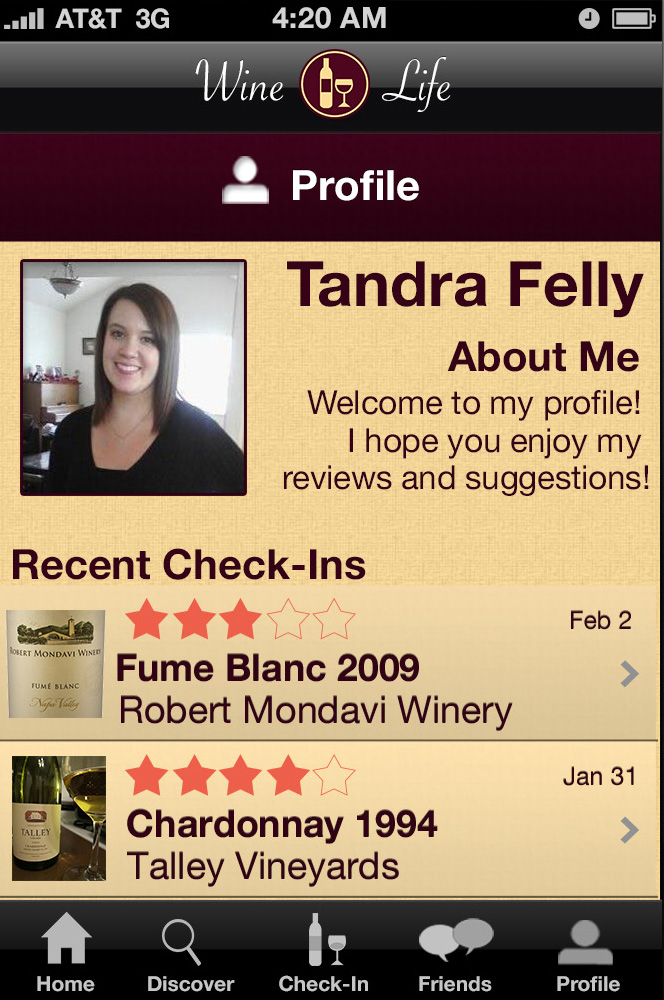 AT&T 3G 4:20 AM
Wine Life
Profile
Tandra Felly
About Me
Welcome to my profile!
I hope you enjoy my
reviews and suggestions!
Recent Check-Ins
Feb 2
ROBERT MONDAVI WINERY
FUMÉ BLANC
Napa Valley
Fume Blanc 2009
Robert Mondavi Winery
Jan 31
TALLEY
Chardonnay 1994
Talley Vineyards
Home Discover Check-In Friends Profile